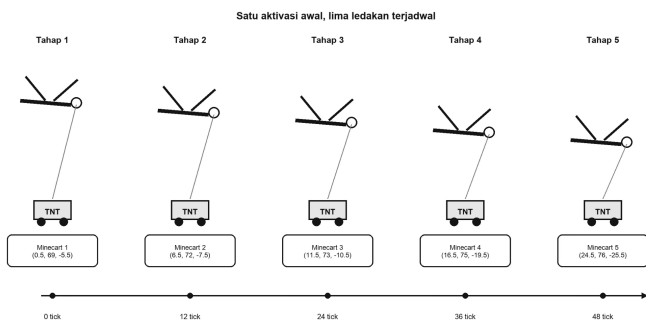 Satu aktivasi awal, lima ledakan terjadwal
Tahap 1
Tahap 2
Tahap 3
Tahap 4
Tahap 5
TNT
TNT
TNT
TNT
TNT
Minecart 1
(0.5, 69, -5.5)
Minecart 2
(6.5, 72, -7.5)
Minecart 3
(11.5, 73, -10.5)
Minecart 4
(16.5, 75, -19.5)
Minecart 5
(24.5, 76, -25.5)
0 tick
12 tick
24 tick
36 tick
48 tick